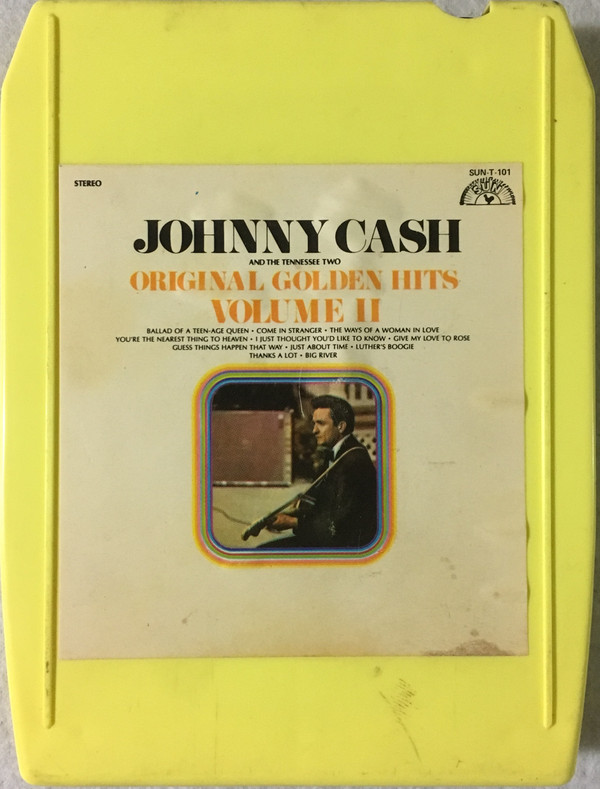 STEREO
SUN-T-101
SUN
JOHNNY CASH
AND THE TENNESSEE TWO
ORIGINAL GOLDEN HITS
VOLUME II
BALLAD OF A TEEN-AGE QUEEN • COME IN STRANGER • THE WAYS OF A WOMAN IN LOVE
YOU'RE THE NEAREST THING TO HEAVEN • I JUST THOUGHT YOU'D LIKE TO KNOW • GIVE MY LOVE TO ROSE
GUESS THINGS HAPPEN THAT WAY • JUST ABOUT TIME • LUTHER'S BOOGIE
THANKS A LOT • BIG RIVER